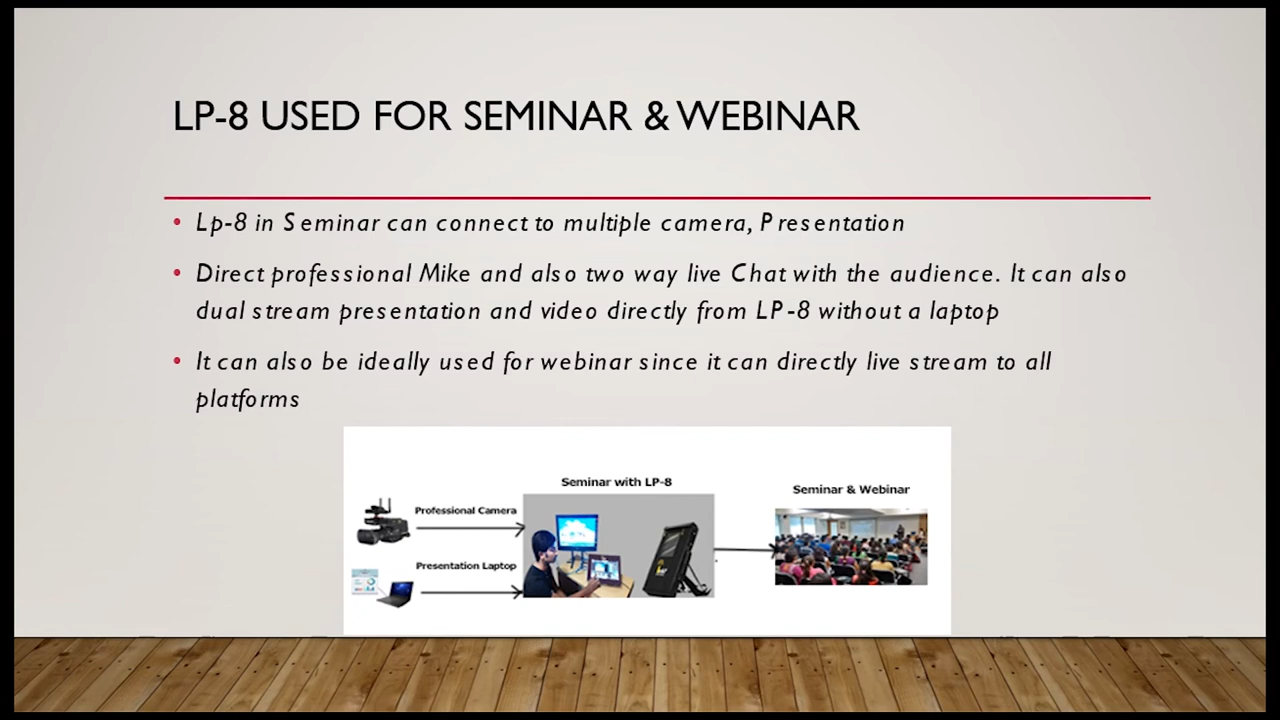 LP-8 USED FOR SEMINAR & WEBINAR
• Lp-8 in Seminar can connect to multiple camera, Presentation
• Direct professional Mike and also two way live Chat with the audience. It can also
dual stream presentation and video directly from LP-8 without a laptop
• It can also be ideally used for webinar since it can directly live stream to all
platforms
Seminar with LP-8
Seminar & Webinar
Professional Camera
Presentation Laptop